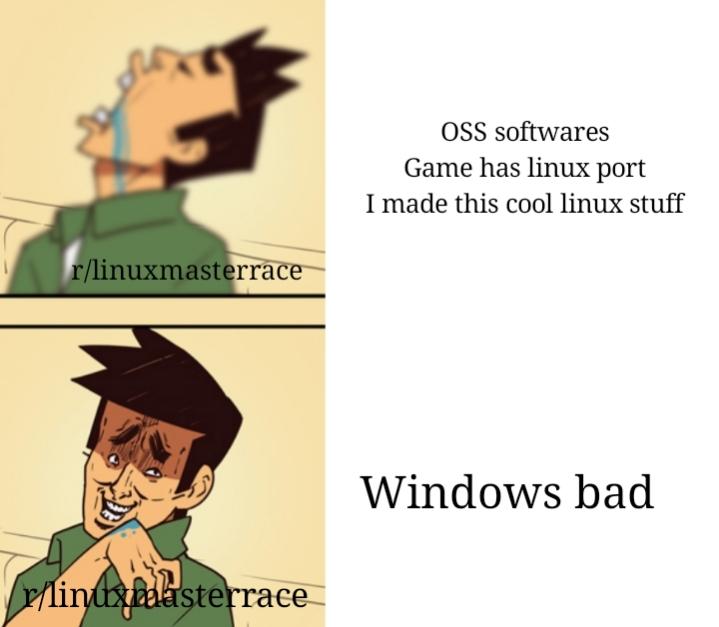 OSS softwares
Game has linux port
I made this cool linux stuff
r/linuxmasterrace
Windows bad
r/linuxmasterrace